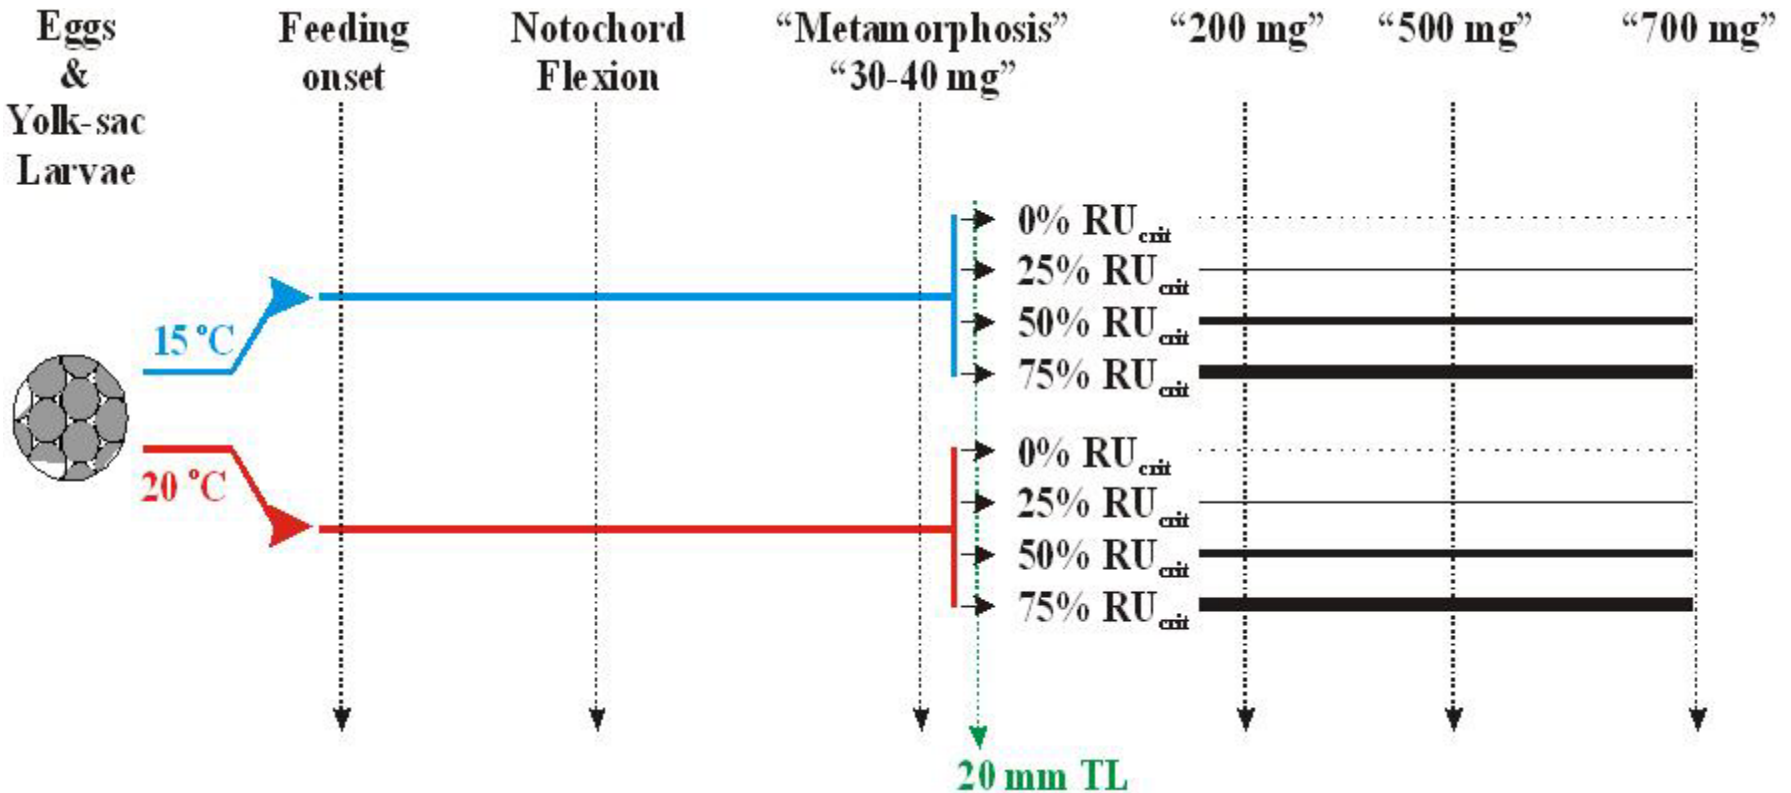 Eggs
&
Yolk-sac
Larvae
Feeding
onset
Notochord
Flexion
“Metamorphosis”
“30-40 mg”
“200 mg”
“500 mg”
“700 mg”
15 °C
20 °C
0% RUcrit
25% RUcrit
50% RUcrit
75% RUcrit
0% RUcrit
25% RUcrit
50% RUcrit
75% RUcrit
20 mm TL